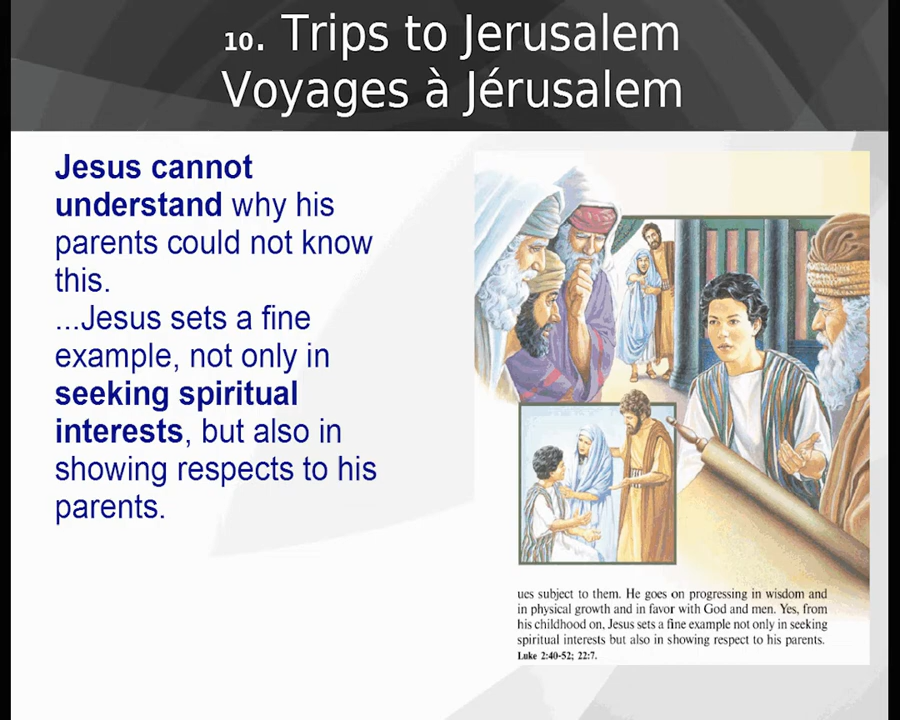 10. Trips to Jerusalem
Voyages à Jérusalem
Jesus cannot
understand why his
parents could not know
this.
...Jesus sets a fine
example, not only in
seeking spiritual
interests, but also in
showing respects to his
parents.
ues subject to them. He goes on progressing in wisdom and
in physical growth and in favor with God and men. Yes, from
his childhood on, Jesus sets a fine example not only in seeking
spiritual interests but also in showing respect to his parents.
Luke 2:40-52; 22:7.